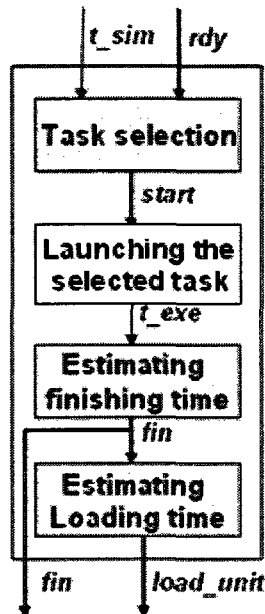 t_sim rdy
Task selection
start
Launching the
selected task
t_exe
Estimating
finishing time
fin
Estimating
Loading time
fin load_unit